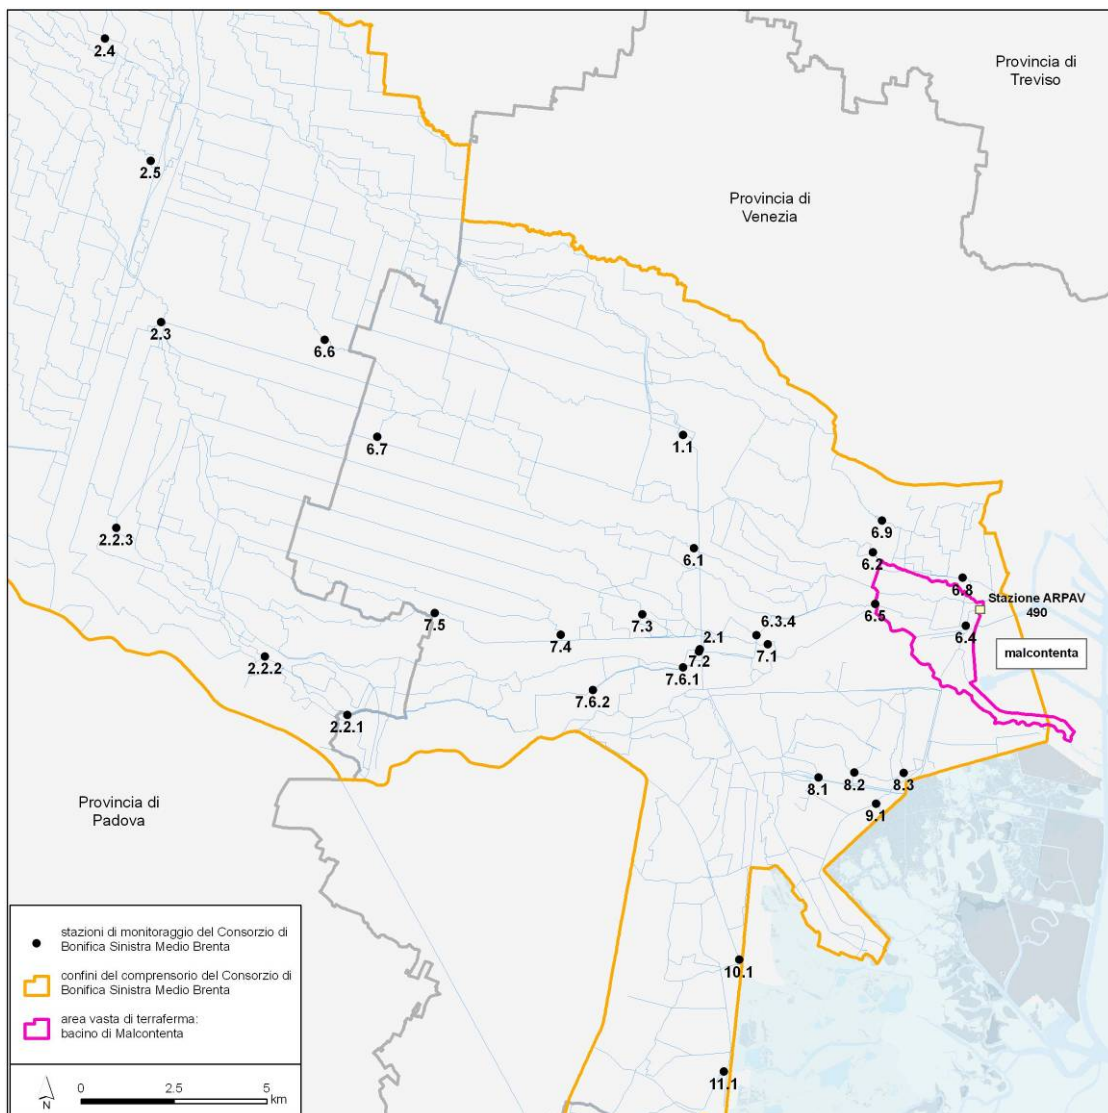 2.4
Provincia di
Treviso
2.5
Provincia di
Venezia
2.3
6.6
6.7
1.1
2.2.3
6.9
6.1
6.2
6.8
Stazione ARPAV
490
6.5
6.4
7.5
7.3
6.3.4
7.4
2.1
7.2
7.1
malcontenta
2.2.2
7.6.1
7.6.2
2.2.1
8.1
8.2
8.3
9.1
Provincia di
Padova
10.1
11.1
stazioni di monitoraggio del Consorzio di
Bonifica Sinistra Medio Brenta
confini del comprensorio del Consorzio di
Bonifica Sinistra Medio Brenta
area vasta di terraferma:
bacino di Malcontenta
N
0 2.5 5
km